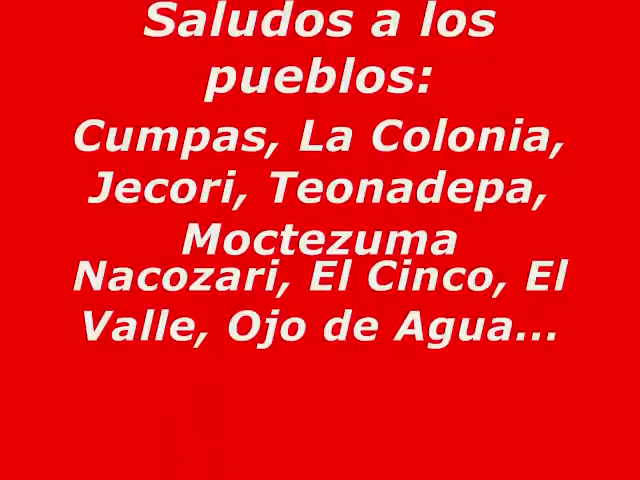 Saludos a los
pueblos:
Cumpas, La Colonia,
Jecori, Teonadepa,
Moctezuma
Nacozari, El Cinco, El
Valle, Ojo de Agua...